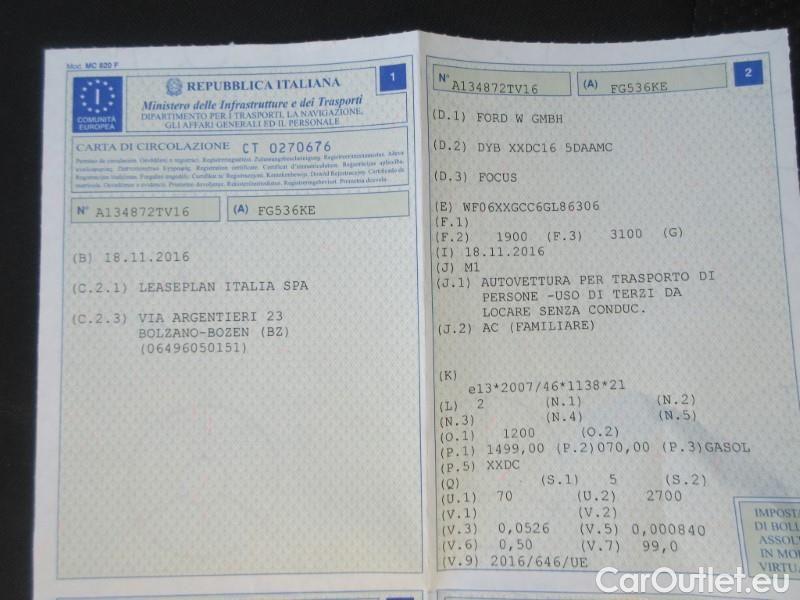 Mod. MC 820 F
1
REPUBBLICA ITALIANA
Ministero delle Infrastrutture e dei Trasporti
DIPARTIMENTO PER I TRASPORTI, LA NAVIGAZIONE,
GLI AFFARI GENERALI ED IL PERSONALE
I
COMUNITÀ
EUROPEA
CARTA DI CIRCOLAZIONE CT 0270676
N° A134872TV16 (A) FG536KE
(B) 18.11.2016
(C.2.1) LEASEPLAN ITALIA SPA
(C.2.3) VIA ARGENTIERI 23
BOLZANO-BOZEN (BZ)
(06496050151)
N° A134872TV16 (A) FG536KE
2
(D.1) FORD W GMBH
(D.2) DYB XXDC16 5DAAMC
(D.3) FOCUS
(E) WF06XXGCC6GL86306
(F.1)
(F.2) 1900 (F.3) 3100 (G)
(I) 18.11.2016
(J) M1
(J.1) AUTOVETTURA PER TRASPORTO DI
PERSONE -USO DI TERZI DA
LOCARE SENZA CONDUC.
(J.2) AC (FAMILIARE)
(K)
e13*2007/46*1138*21
(L) 2 (N.1) (N.2)
(N.3) (N.4) (N.5)
(O.1) 1200 (O.2)
(P.1) 1499,00 (P.2)070,00 (P.3)GASOL
(P.5) XXDC
(Q) (S.1) 5 (S.2)
(U.1) 70 (U.2) 2700
(V.1) (V.2)
(V.3) 0,0526 (V.5) 0,000840
(V.6) 0,50 (V.7) 99,0
(V.9) 2016/646/UE
IMPOSTA
DI BOLL
ASSOL
IN MO
VIRTUA
CarOutlet.eu